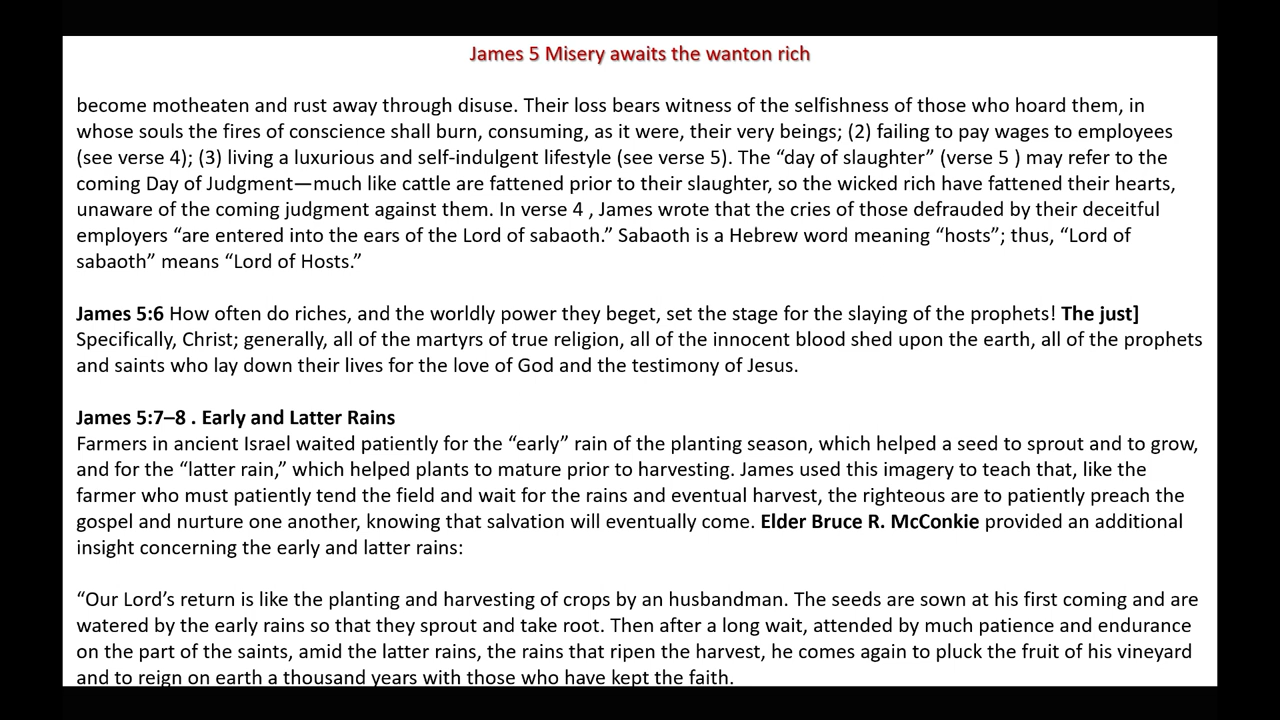 James 5 Misery awaits the wanton rich
become motheaten and rust away through disuse. Their loss bears witness of the selfishness of those who hoard them, in
whose souls the fires of conscience shall burn, consuming, as it were, their very beings; (2) failing to pay wages to employees
(see verse 4); (3) living a luxurious and self-indulgent lifestyle (see verse 5). The “day of slaughter” (verse 5 ) may refer to the
coming Day of Judgment—much like cattle are fattened prior to their slaughter, so the wicked rich have fattened their hearts,
unaware of the coming judgment against them. In verse 4 , James wrote that the cries of those defrauded by their deceitful
employers “are entered into the ears of the Lord of sabaoth.” Sabaoth is a Hebrew word meaning “hosts”; thus, “Lord of
sabaoth” means “Lord of Hosts.”
James 5:6 How often do riches, and the worldly power they beget, set the stage for the slaying of the prophets! The just]
Specifically, Christ; generally, all of the martyrs of true religion, all of the innocent blood shed upon the earth, all of the prophets
and saints who lay down their lives for the love of God and the testimony of Jesus.
James 5:7–8 . Early and Latter Rains
Farmers in ancient Israel waited patiently for the “early” rain of the planting season, which helped a seed to sprout and to grow,
and for the “latter rain,” which helped plants to mature prior to harvesting. James used this imagery to teach that, like the
farmer who must patiently tend the field and wait for the rains and eventual harvest, the righteous are to patiently preach the
gospel and nurture one another, knowing that salvation will eventually come. Elder Bruce R. McConkie provided an additional
insight concerning the early and latter rains:
“Our Lord’s return is like the planting and harvesting of crops by an husbandman. The seeds are sown at his first coming and are
watered by the early rains so that they sprout and take root. Then after a long wait, attended by much patience and endurance
on the part of the saints, amid the latter rains, the rains that ripen the harvest, he comes again to pluck the fruit of his vineyard
and to reign on earth a thousand years with those who have kept the faith.